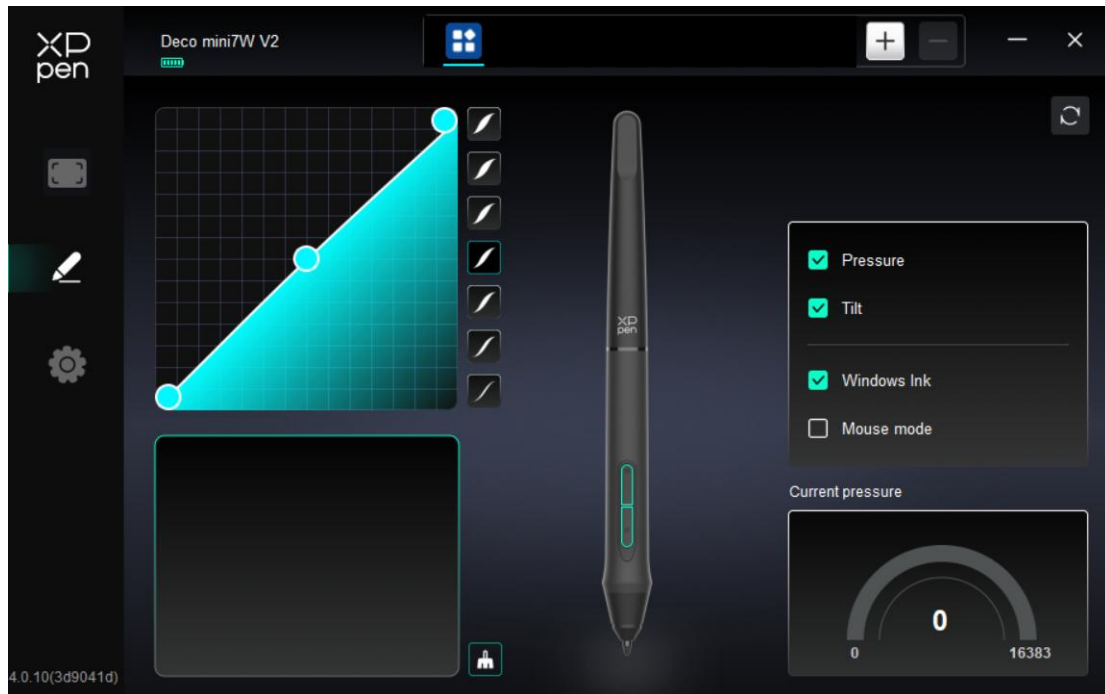 XP
pen
Deco mini7W V2
XP
pen
Pressure
Tilt
Windows Ink
Mouse mode
Current pressure
0
0
16383
4.0.10(3d9041d)